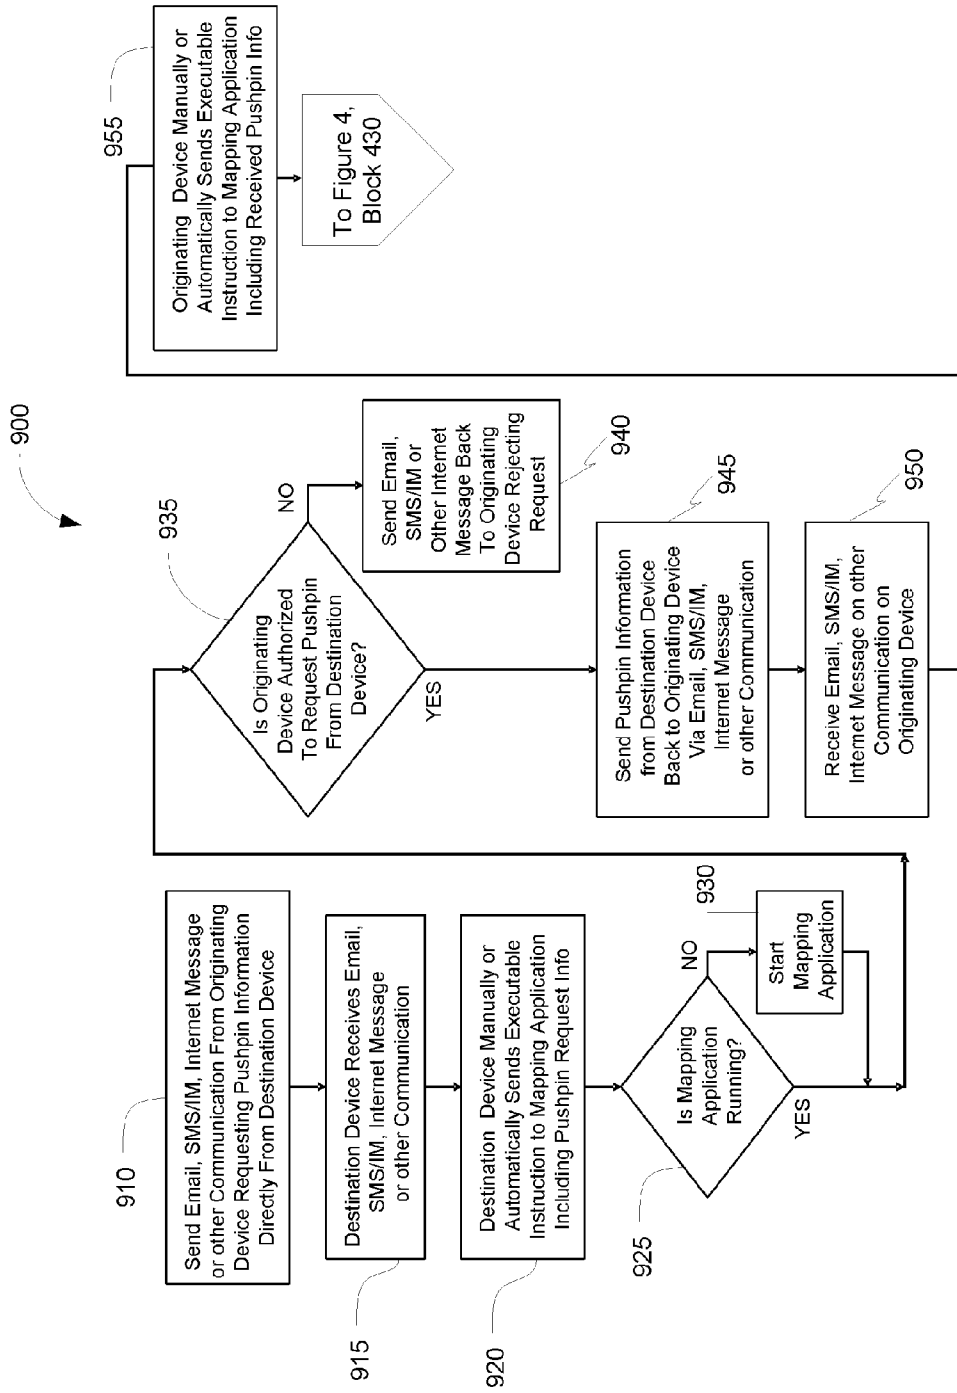 900
910
Send Email, SMS/IM, Internet Message
or other Communication From Originating
Device Requesting Pushpin Information
Directly From Destination Device
915
Destination Device Receives Email,
SMS/IM, Internet Message
or other Communication
920
Destination Device Manually or
Automatically Sends Executable
Instruction to Mapping Application
Including Pushpin Request Info
925
Is Mapping
Application
Running?
NO
YES
930
Start
Mapping
Application
935
Is Originating
Device Authorized
To Request Pushpin
From Destination
Device?
NO
YES
Send Email,
SMS/IM or
Other Internet
Message Back
To Originating
Device Rejecting
Request
940
Send Pushpin Information
from Destination Device
Back to Originating Device
Via Email, SMS/IM,
Internet Message
or other Communication
945
Receive Email, SMS/IM,
Internet Message on other
Communication on
Originating Device
950
955
Originating Device Manually or
Automatically Sends Executable
Instruction to Mapping Application
Including Received Pushpin Info
To Figure 4,
Block 430